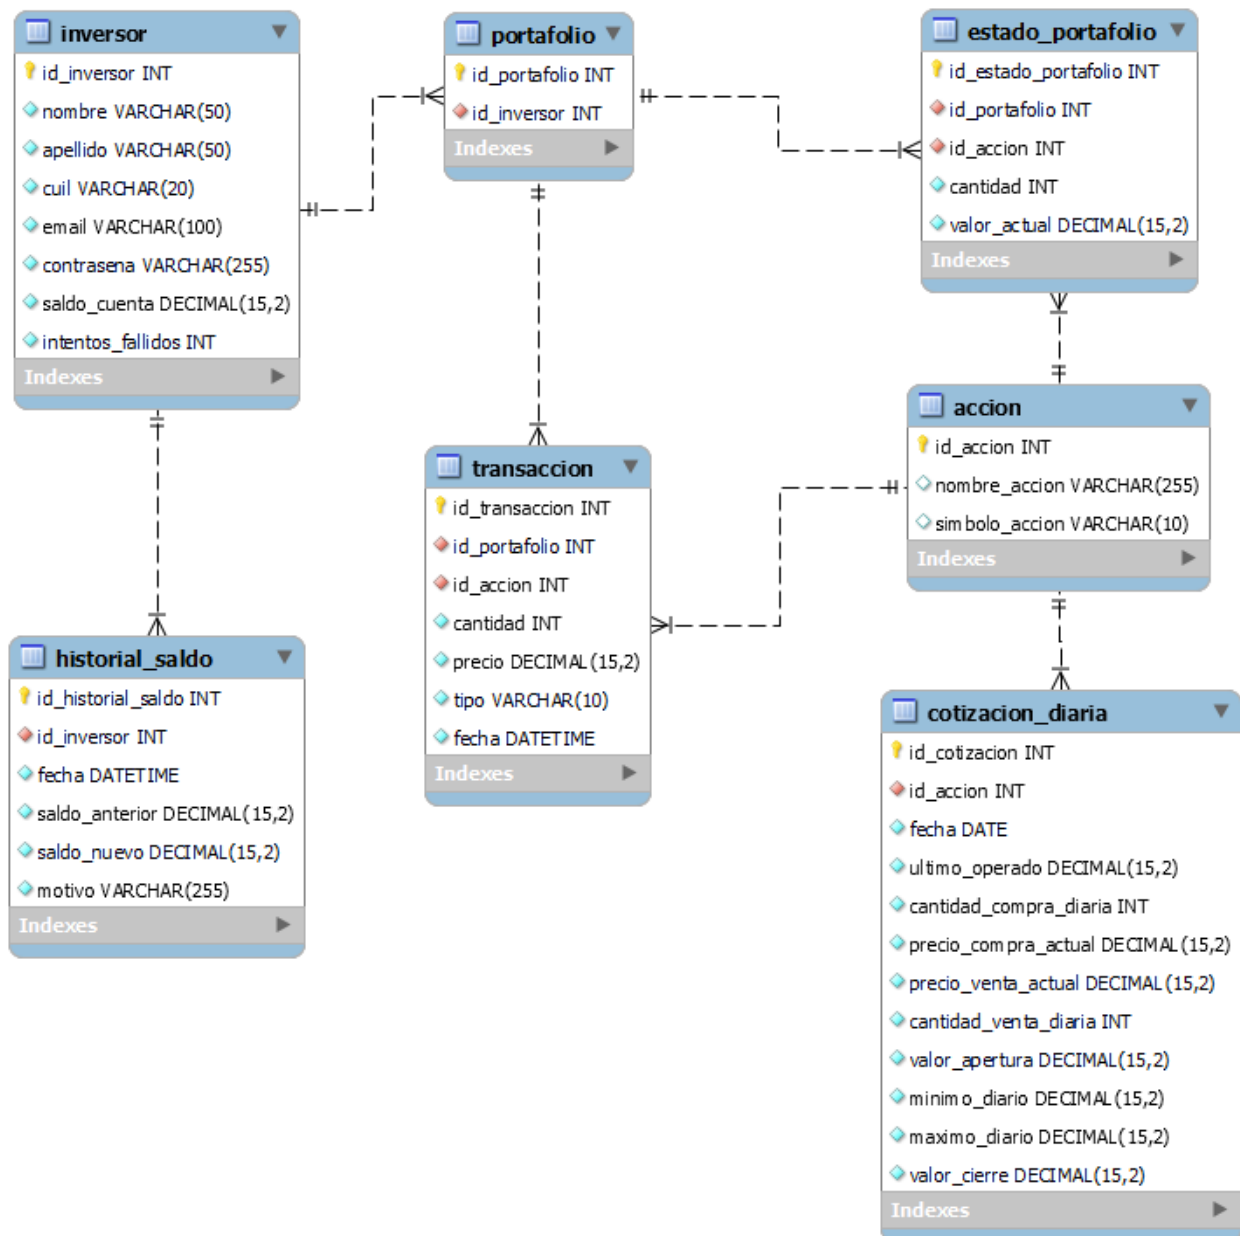 inversor
id_inversor INT
nombre VARCHAR(50)
apellido VARCHAR(50)
cuil VARCHAR(20)
email VARCHAR(100)
contrasena VARCHAR(255)
saldo_cuenta DECIMAL(15,2)
intentos_fallidos INT
Indexes
portafolio
id_portafolio INT
id_inversor INT
Indexes
estado_portafolio
id_estado_portafolio INT
id_portafolio INT
id_accion INT
cantidad INT
valor_actual DECIMAL(15,2)
Indexes
transaccion
id_transaccion INT
id_portafolio INT
id_accion INT
cantidad INT
precio DECIMAL(15,2)
tipo VARCHAR(10)
fecha DATETIME
Indexes
accion
id_accion INT
nombre_accion VARCHAR(255)
simbolo_accion VARCHAR(10)
Indexes
historial_saldo
id_historial_saldo INT
id_inversor INT
fecha DATETIME
saldo_anterior DECIMAL(15,2)
saldo_nuevo DECIMAL(15,2)
motivo VARCHAR(255)
Indexes
cotizacion_diaria
id_cotizacion INT
id_accion INT
fecha DATE
ultimo_operado DECIMAL(15,2)
cantidad_compra_diaria INT
precio_compra_actual DECIMAL(15,2)
precio_venta_actual DECIMAL(15,2)
cantidad_venta_diaria INT
valor_apertura DECIMAL(15,2)
minimo_diario DECIMAL(15,2)
maximo_diario DECIMAL(15,2)
valor_cierre DECIMAL(15,2)
Indexes